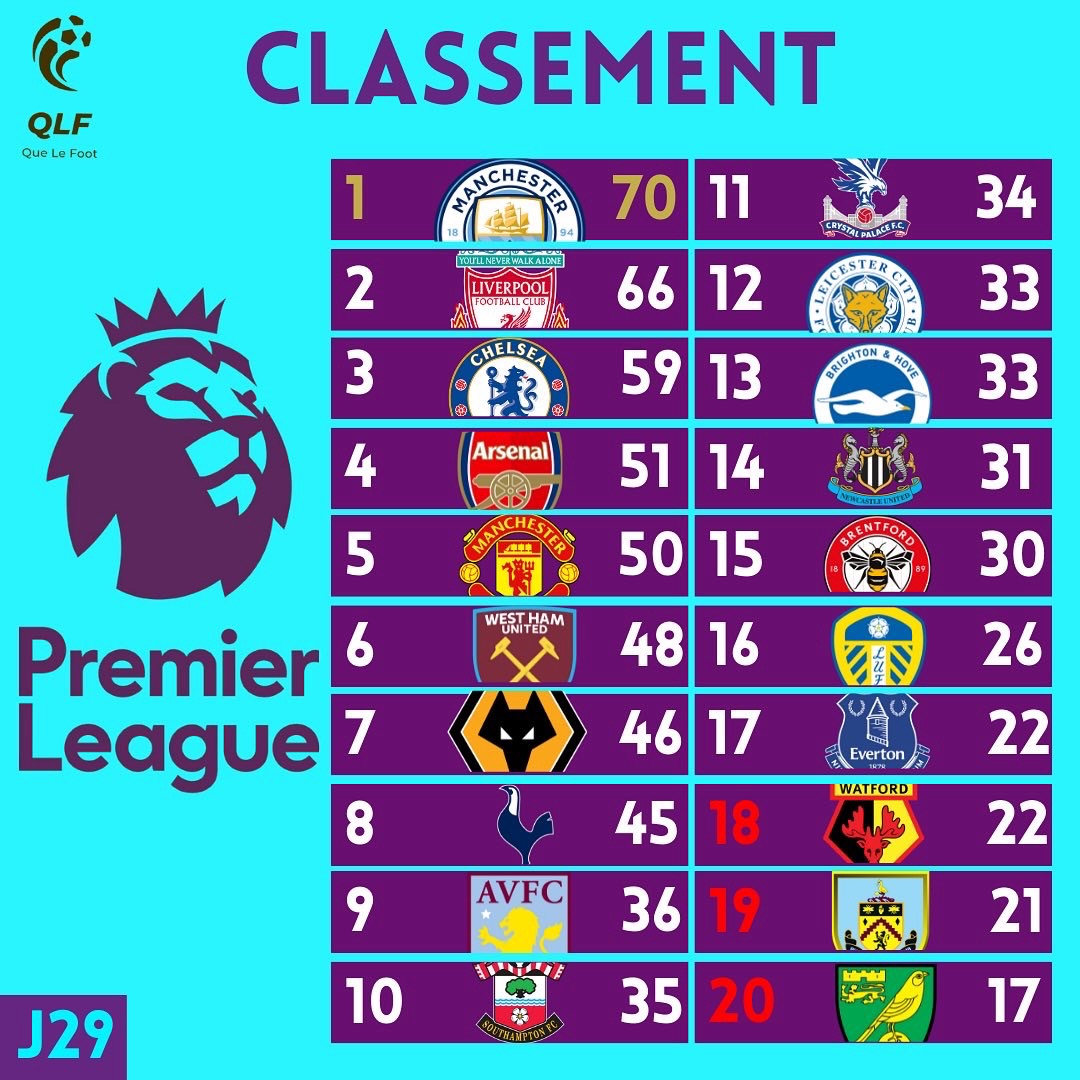 CLASSEMENT
QLF
Que Le Foot
Premier
League
J29
1 MANCHESTER 18 94 70
2 YOU'LL NEVER WALK ALONE LIVERPOOL FOOTBALL CLUB 66
3 CHELSEA 59
4 Arsenal 51
5 MANCHESTER 50
6 WEST HAM UNITED 48
7 46
8 45
9 AVFC 36
10 SOUTHAMPTON FC 35
11 CRYSTAL PALACE F.C. 34
12 LEICESTER CITY 33
13 BRIGHTON & HOVE 33
14 NEWCASTLE UNITED 31
15 BRENTFORD 18 89 30
16 LUF 26
17 Everton 1878 22
18 WATFORD 22
19 21
20 17